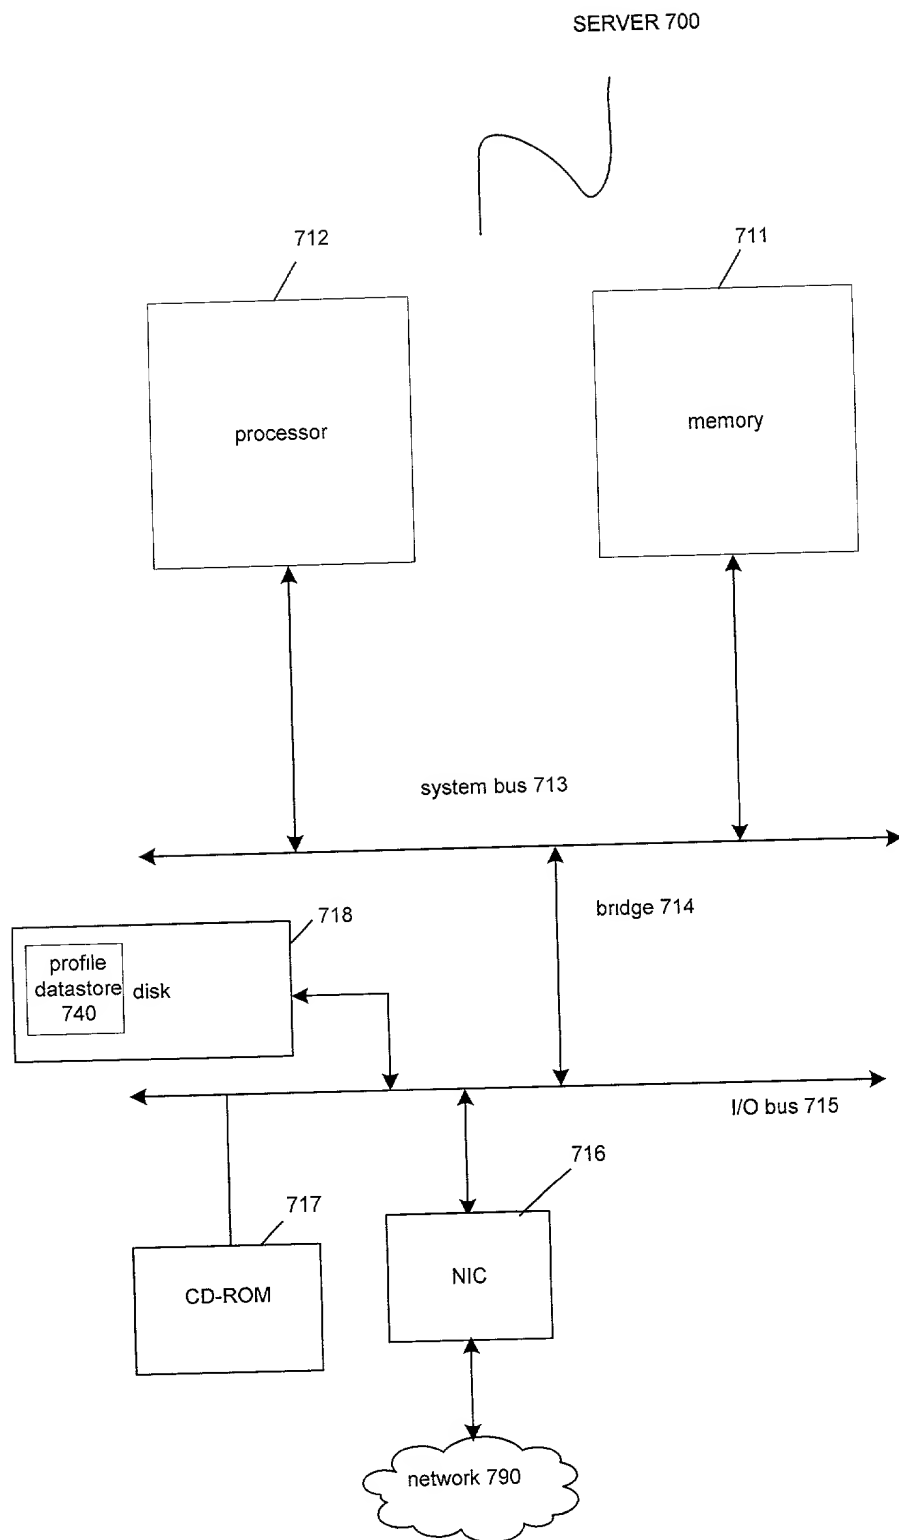 SERVER 700
712
711
processor
memory
system bus 713
bridge 714
718
profile
datastore
740
disk
I/O bus 715
716
717
CD-ROM
NIC
network 790